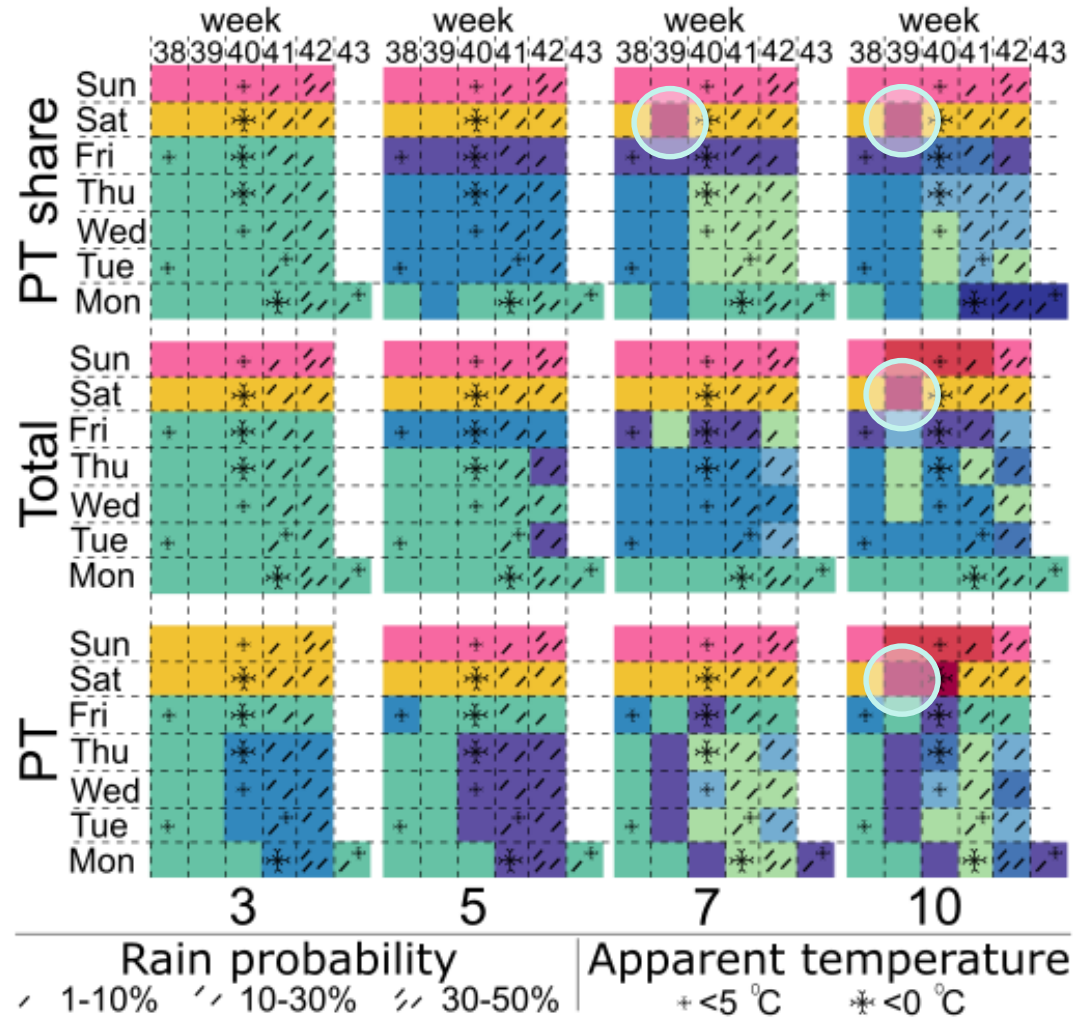 week week week week
38 39 40 41 42 43 38 39 40 41 42 43 38 39 40 41 42 43 38 39 40 41 42 43
PT share
Sun
Sat
Fri
Thu
Wed
Tue
Mon
Total
Sun
Sat
Fri
Thu
Wed
Tue
Mon
PT
Sun
Sat
Fri
Thu
Wed
Tue
Mon
3 5 7 10
Rain probability
1-10% 10-30% 30-50%
Apparent temperature
<5 °C <0 °C